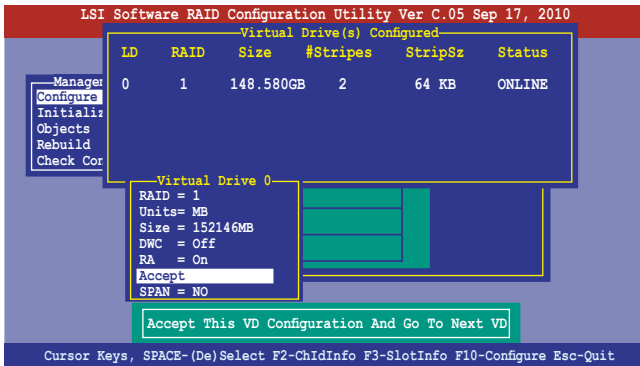 LSI Software RAID Configuration Utility Ver C.05 Sep 17, 2010
Virtual Drive(s) Configured
LD RAID Size #Stripes StripSz Status
0 1 148.580GB 2 64 KB ONLINE
Manage
Configure
Initializ
Objects
Rebuild
Check Con
Virtual Drive 0
RAID = 1
Units= MB
Size = 152146MB
DWC = Off
RA = On
Accept
SPAN = NO
Accept This VD Configuration And Go To Next VD
Cursor Keys, SPACE-(De)Select F2-ChIdInfo F3-SlotInfo F10-Configure Esc-Quit